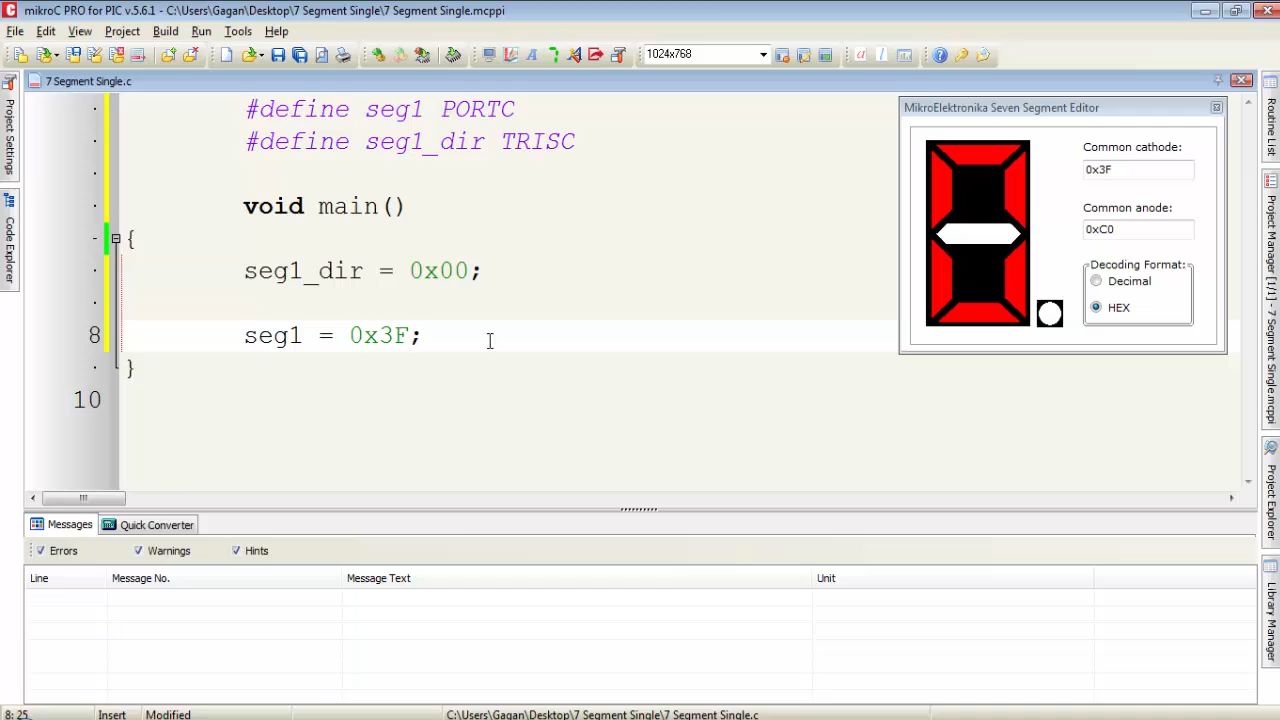 mikroC PRO for PIC v.5.6.1 - C:\Users\Gagan\Desktop\7 Segment Single\7 Segment Single.mcppi
File Edit View Project Build Run Tools Help
1024x768
7 Segment Single.c
#define seg1 PORTC
#define seg1_dir TRISC
void main()
{
seg1_dir = 0x00;
8 seg1 = 0x3F;
}
10
MikroElektronika Seven Segment Editor
Common cathode:
0x3F
Common anode:
0xC0
Decoding Format:
Decimal
HEX
Project Settings
Code Explorer
Routine List
Project Manager [1/1] - 7 Segment Single.mcppi
Project Explorer
Library Manager
Messages Quick Converter
Errors Warnings Hints
Line Message No. Message Text Unit
8: 25 Insert Modified C:\Users\Gagan\Desktop\7 Segment Single\7 Segment Single.c